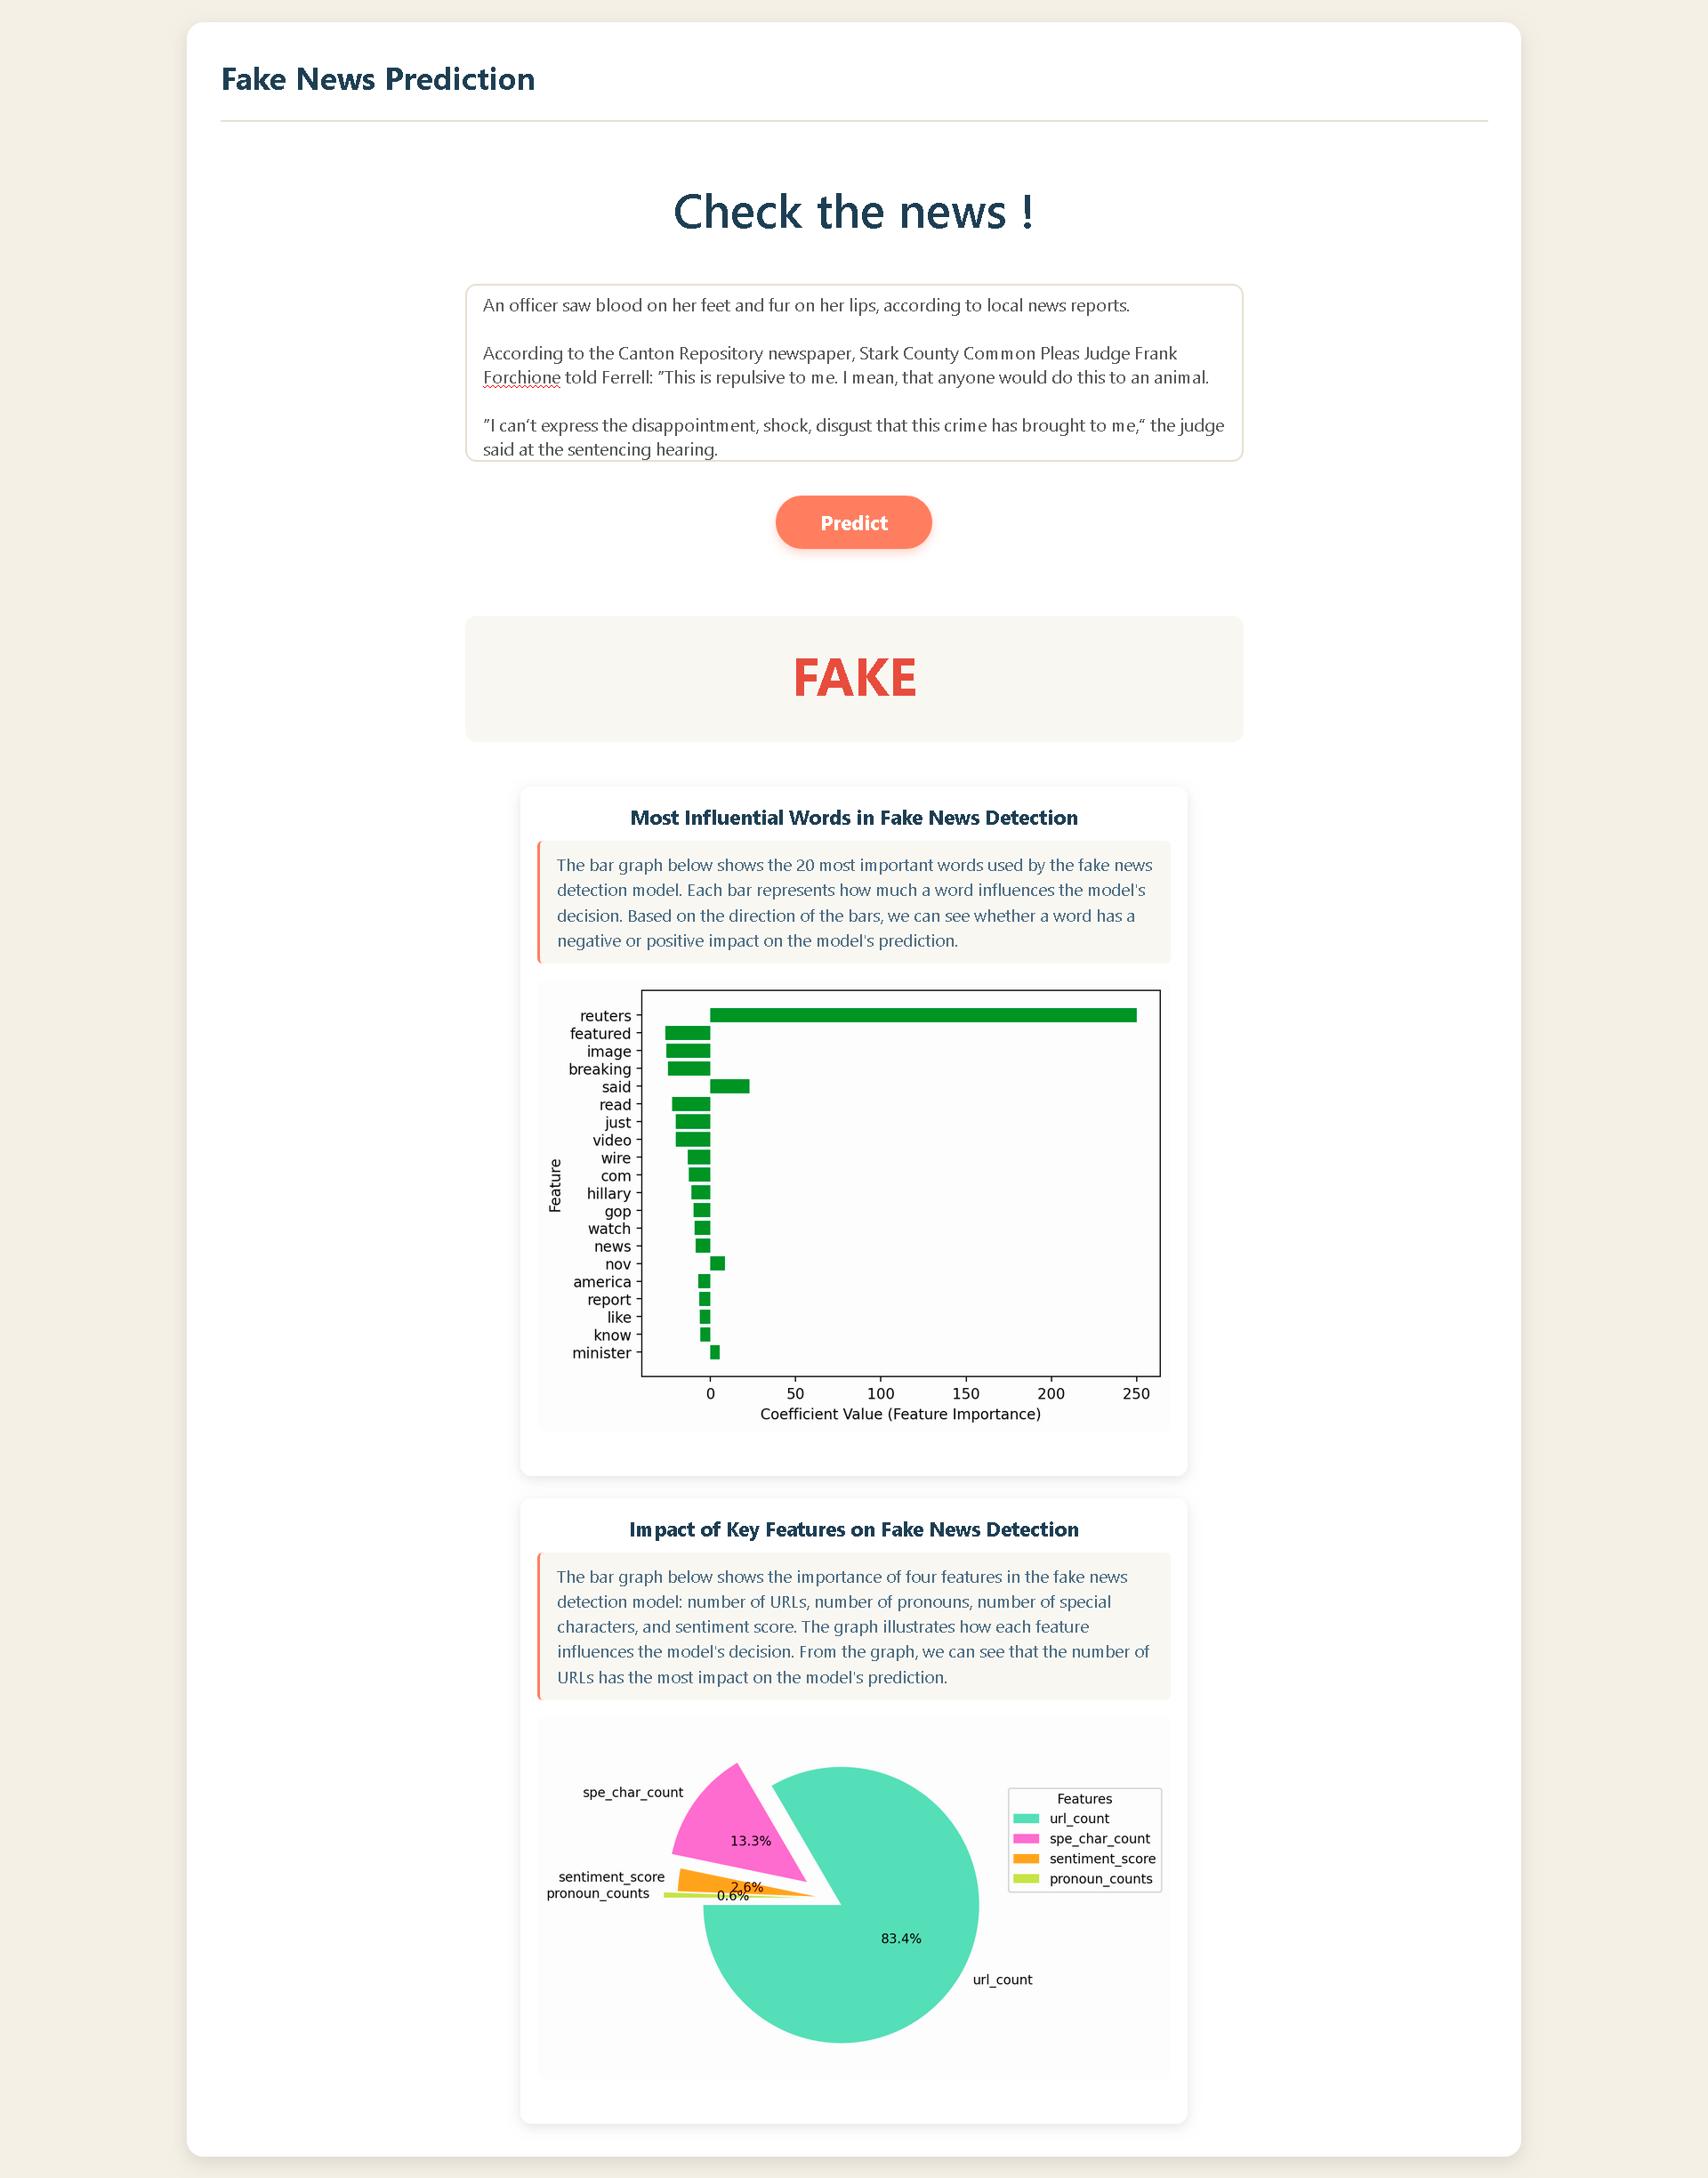 Fake News Prediction
Check the news !
An officer saw blood on her feet and fur on her lips, according to local news reports.
According to the Canton Repository newspaper, Stark County Common Pleas Judge Frank
Forchione told Ferrell: "This is repulsive to me. I mean, that anyone would do this to an animal.
"I can't express the disappointment, shock, disgust that this crime has brought to me," the judge
said at the sentencing hearing.
Predict
FAKE
Most Influential Words in Fake News Detection
The bar graph below shows the 20 most important words used by the fake news
detection model. Each bar represents how much a word influences the model's
decision. Based on the direction of the bars, we can see whether a word has a
negative or positive impact on the model's prediction.
reuters
featured
image
breaking
said
read
just
video
wire
com
hillary
gop
watch
news
nov
america
report
like
know
minister
Feature
0 50 100 150 200 250
Coefficient Value (Feature Importance)
Impact of Key Features on Fake News Detection
The bar graph below shows the importance of four features in the fake news
detection model: number of URLs, number of pronouns, number of special
characters, and sentiment score. The graph illustrates how each feature
influences the model's decision. From the graph, we can see that the number of
URLs has the most impact on the model's prediction.
spe_char_count
13.3%
sentiment_score
2.6%
pronoun_counts
0.6%
83.4%
url_count
Features
url_count
spe_char_count
sentiment_score
pronoun_counts